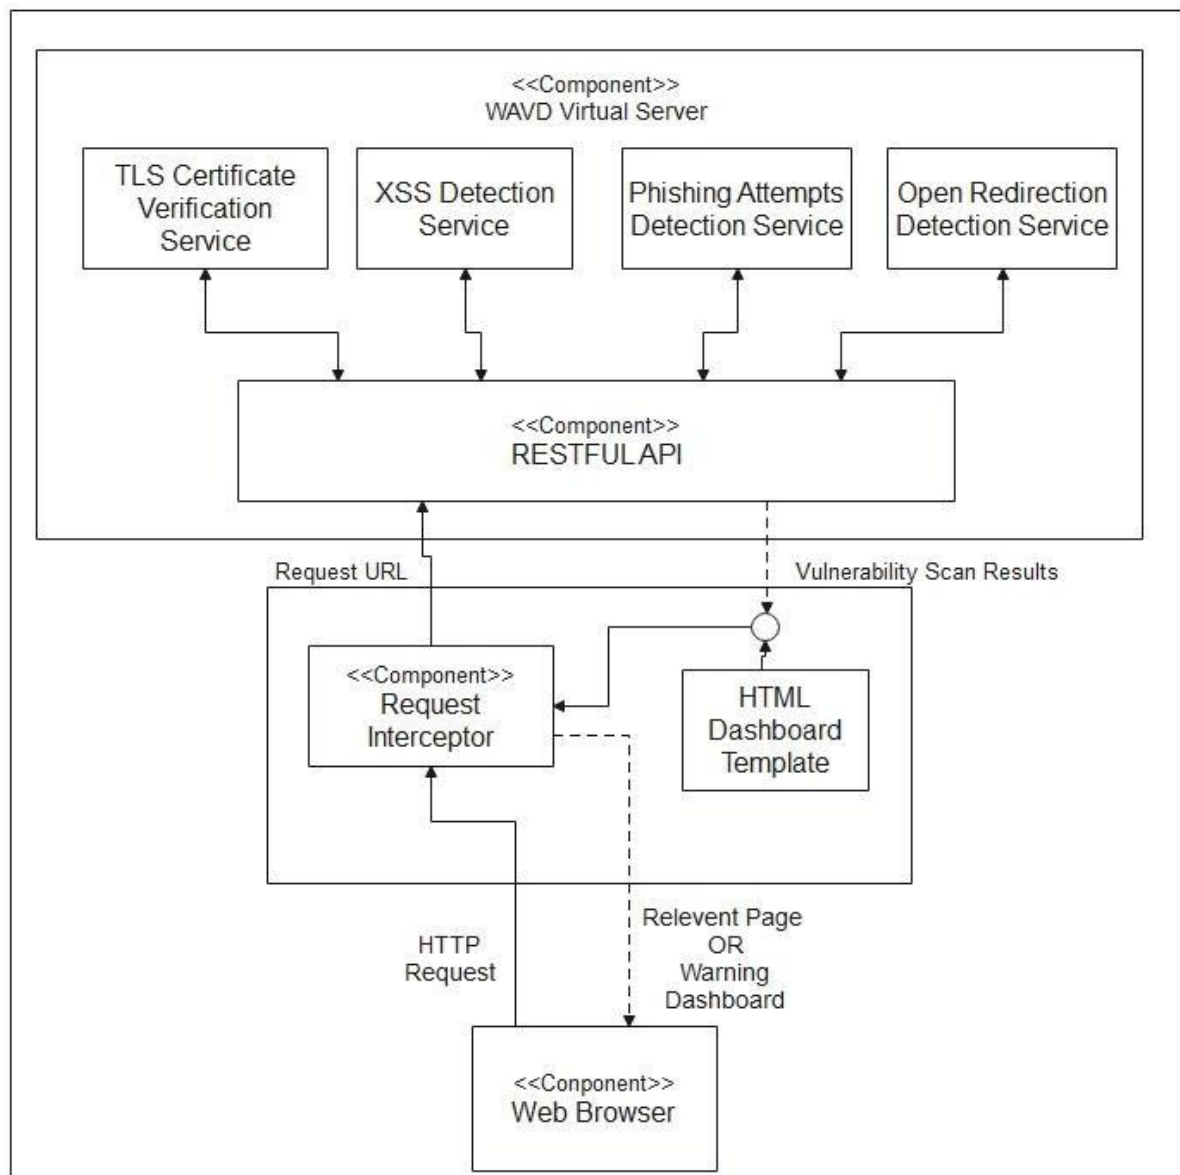 <<Component>>
WAVD Virtual Server
TLS Certificate
Verification
Service
XSS Detection
Service
Phishing Attempts
Detection Service
Open Redirection
Detection Service
<<Component>>
RESTFUL API
Request URL
Vulnerability Scan Results
<<Component>>
Request
Interceptor
HTML
Dashboard
Template
HTTP
Request
Relevent Page
OR
Warning
Dashboard
<<Conponent>>
Web Browser